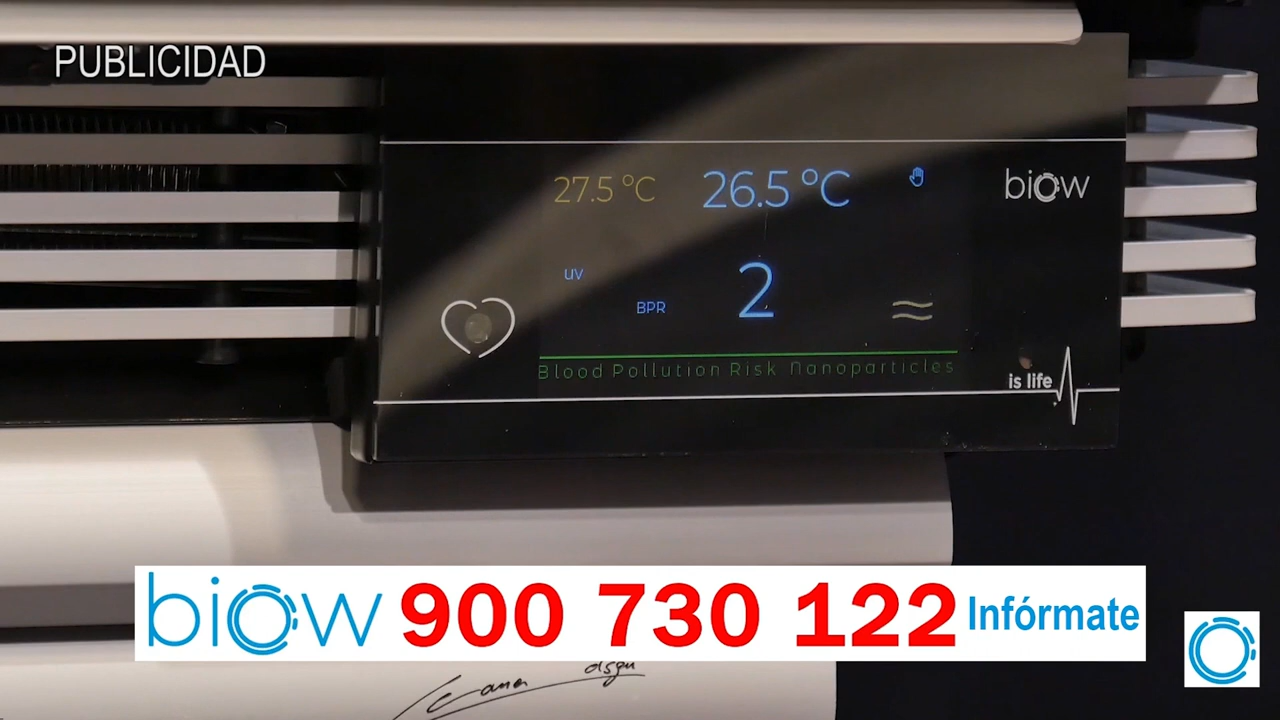 PUBLICIDAD
27.5 °C 26.5 °C
biow
UV
BPR 2
Blood Pollution Risk Nanoparticles
is life
biow 900 730 122 Infórmate